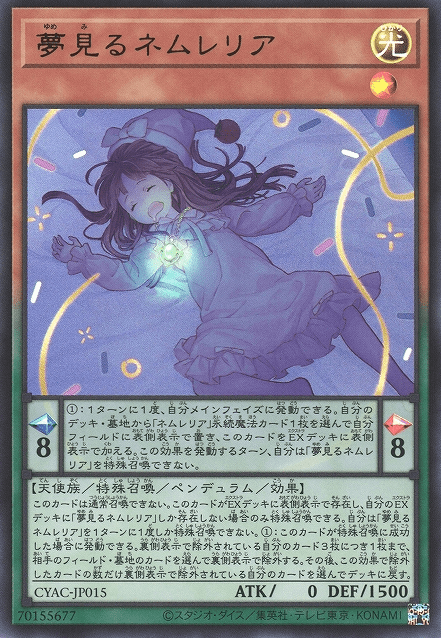 夢見るネムレリア
光
①:1ターンに1度、自分メインフェイズに発動できる。自分の
デッキ・墓地から「ネムレリア」永続魔法カード1枚を選んで自分
フィールドに表側表示で置き、このカードをEXデッキに表側
表示で加える。この効果を発動するターン、自分は「夢見るネムレ
リア」を特殊召喚できない。
8
8
【天使族/特殊召喚/ペンデュラム/効果】
このカードは通常召喚できない。このカードがEXデッキに表側表示で存在し、自分のEX
デッキに「夢見るネムレリア」しか存在しない場合のみ特殊召喚できる。自分は「夢見る
ネムレリア」を1ターンに1度しか特殊召喚できない。①:このカードが特殊召喚に成功
した場合に発動できる。裏側表示で除外されている自分のカード3枚につき1枚まで、
相手のフィールド・墓地のカードを選んで裏側表示で除外する。その後、この効果で除外
したカードの数だけ裏側表示で除外されている自分のカードを選んでデッキに戻す。
CYAC-JP015
ATK/ 0 DEF/1500
70155677
©スタジオ・ダイス/集英社・テレビ東京・KONAMI